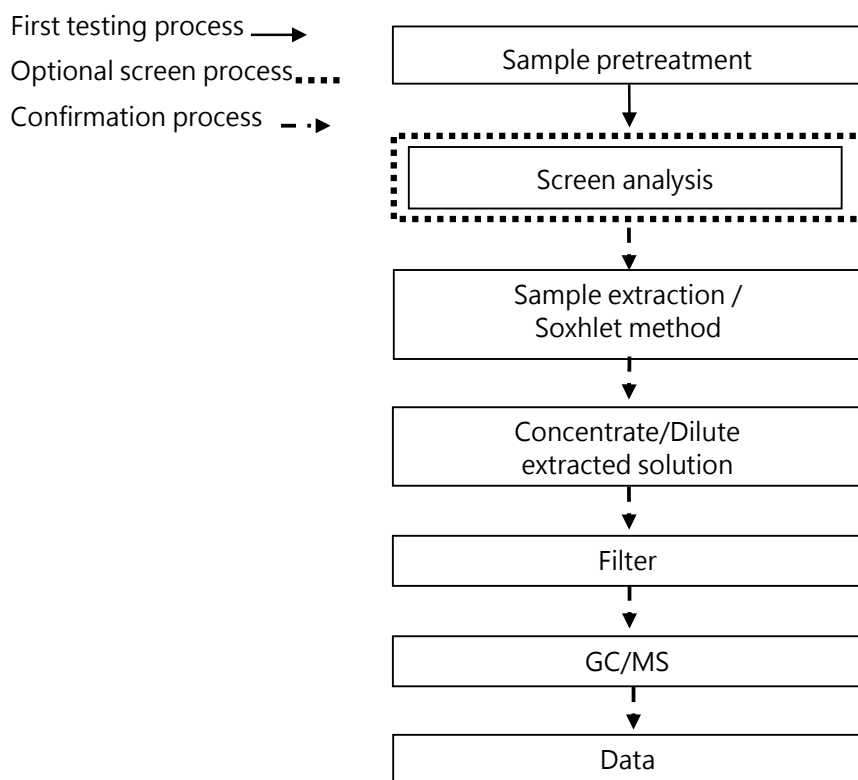 First testing process
Optional screen process
Confirmation process
Sample pretreatment
Screen analysis
Sample extraction /
Soxhlet method
Concentrate/Dilute
extracted solution
Filter
GC/MS
Data